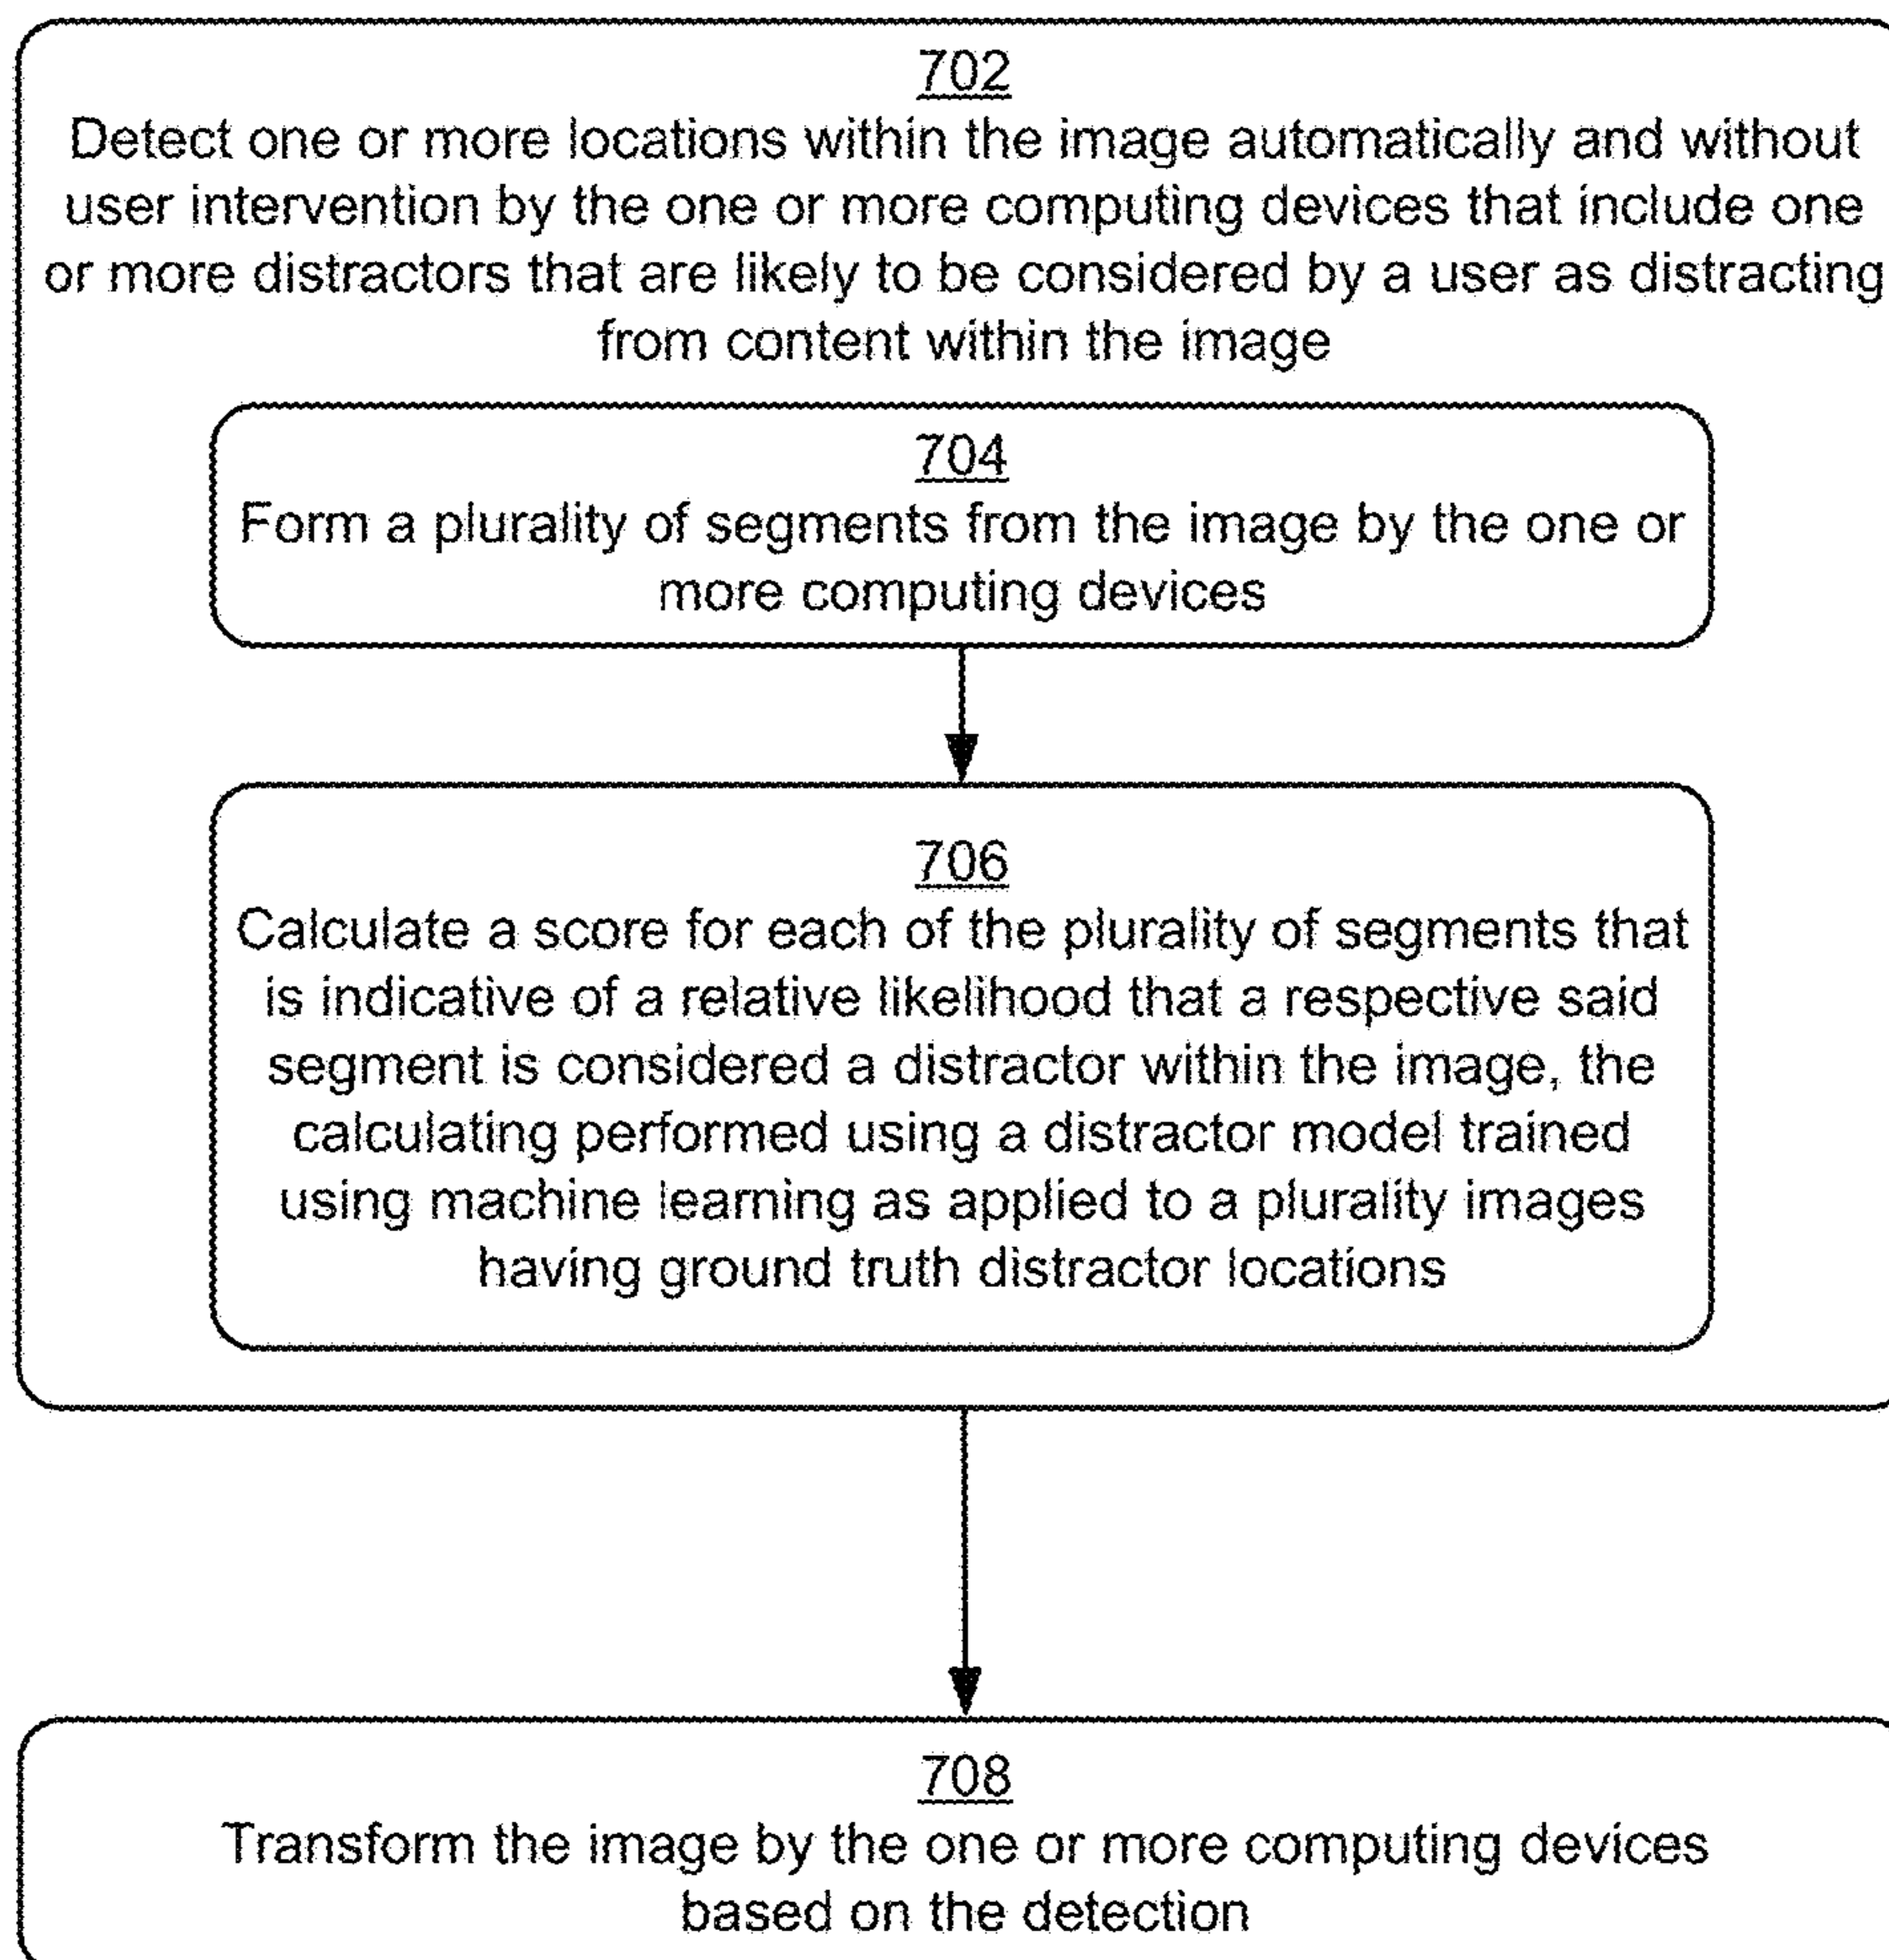 702
Detect one or more locations within the image automatically and without
user intervention by the one or more computing devices that include one
or more distractors that are likely to be considered by a user as distracting
from content within the image
704
Form a plurality of segments from the image by the one or
more computing devices
706
Calculate a score for each of the plurality of segments that
is indicative of a relative likelihood that a respective said
segment is considered a distractor within the image, the
calculating performed using a distractor model trained
using machine learning as applied to a plurality images
having ground truth distractor locations
708
Transform the image by the one or more computing devices
based on the detection